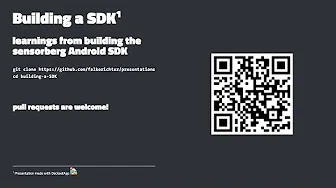 Building a SDK¹
learnings from building the
sensorberg Android SDK
git clone https://github.com/falkorichter/presentations
cd building-a-SDK
pull requests are welcome!
¹ Presentation made with DecksetApp